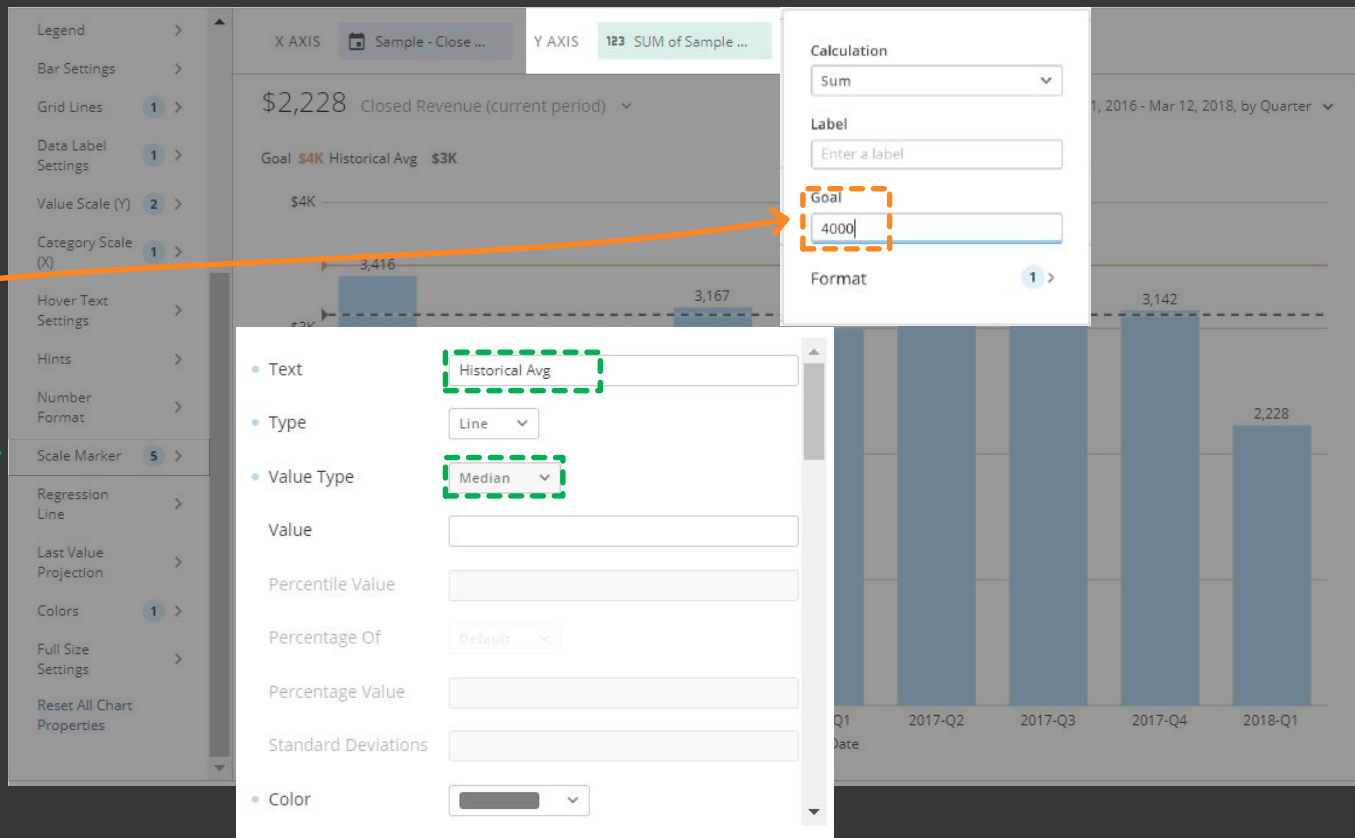 Legend
Bar Settings
Grid Lines 1
Data Label
Settings 1
Value Scale (Y) 2
Category Scale
(X) 1
Hover Text
Settings
Hints
Number
Format
Scale Marker 5
Regression
Line
Last Value
Projection
Colors 1
Full Size
Settings
Reset All Chart
Properties
X AXIS Sample - Close ... Y AXIS 123 SUM of Sample ...
$2,228 Closed Revenue (current period)
1, 2016 - Mar 12, 2018, by Quarter
Goal $4K Historical Avg $3K
$4K
3,416
3,167
3,142
2,228
Q1 2017-Q2 2017-Q3 2017-Q4 2018-Q1
Calculation
Sum
Label
Enter a label
Goal
4000
Format 1
Text Historical Avg
Type Line
Value Type Median
Value
Percentile Value
Percentage Of Default
Percentage Value
Standard Deviations
Color